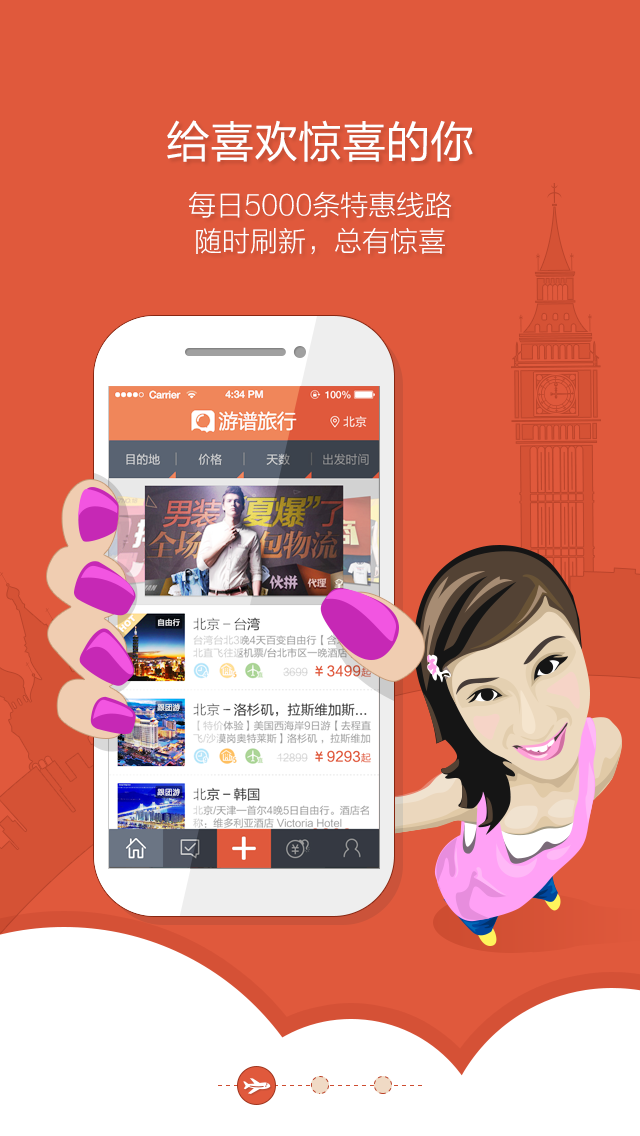 给喜欢惊喜的你
每日5000条特惠线路
随时刷新，总有惊喜
Carrier 4:34 PM 100%
游谱旅行 北京
目的地 价格 天数 出发时间
男装“夏爆”了
全场 包物流
伙拼 代理
HOT 自由行
北京 – 台湾
台湾台北3晚4天百变自由行【含
北直飞往返机票/台北市区一晚酒店
3699 ¥3499起
跟团游
北京 – 洛杉矶，拉斯维加斯...
【特价体验】美国西海岸9日游【去程直
飞/沙漠岗奥特莱斯】洛杉矶，拉斯维加
12899 ¥9293起
跟团游
北京 – 韩国
北京/天津一首尔4晚5日自由行。酒店名
称：维多利亚酒店 Victoria Hotel